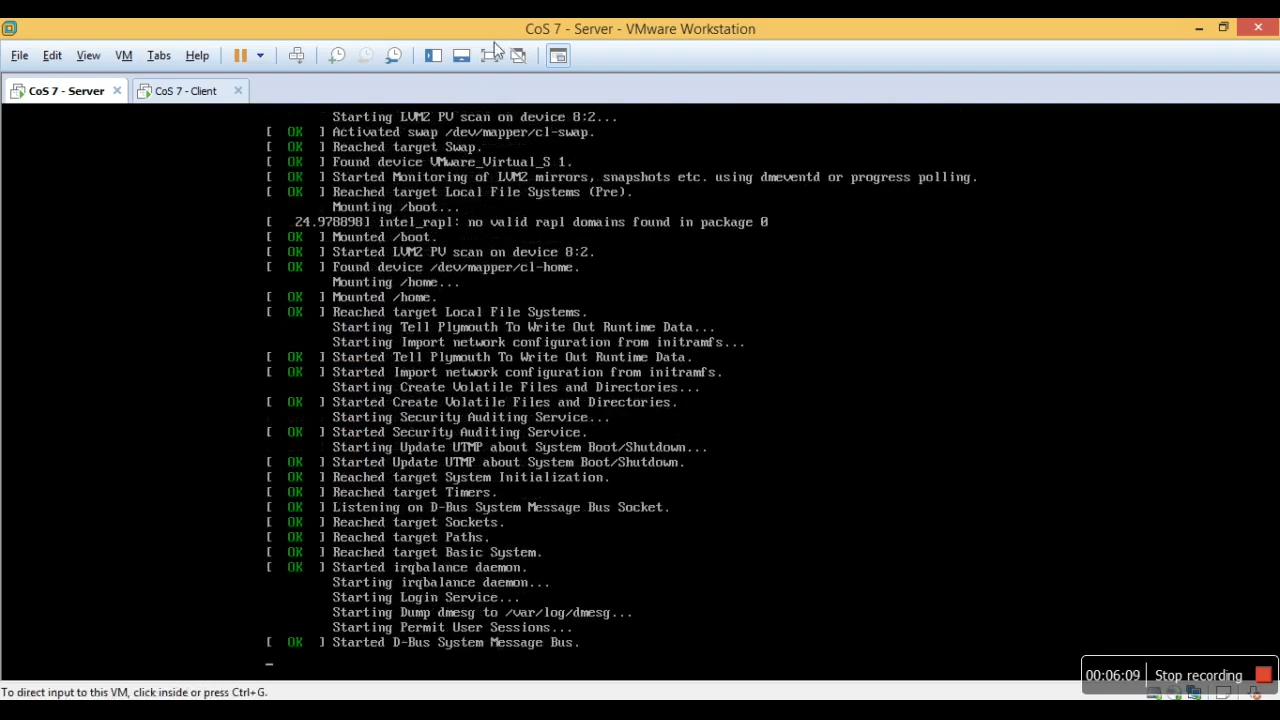 CoS 7 - Server - VMware Workstation
File Edit View VM Tabs Help
CoS 7 - Server CoS 7 - Client
Starting LVM2 PV scan on device 8:2...
[ OK ] Activated swap /dev/mapper/cl-swap.
[ OK ] Reached target Swap.
[ OK ] Found device VMware_Virtual_S 1.
[ OK ] Started Monitoring of LVM2 mirrors, snapshots etc. using dmeventd or progress polling.
[ OK ] Reached target Local File Systems (Pre).
Mounting /boot...
[ 24.978898] intel_rapl: no valid rapl domains found in package 0
[ OK ] Mounted /boot.
[ OK ] Started LVM2 PV scan on device 8:2.
[ OK ] Found device /dev/mapper/cl-home.
Mounting /home...
[ OK ] Mounted /home.
[ OK ] Reached target Local File Systems.
Starting Tell Plymouth To Write Out Runtime Data...
Starting Import network configuration from initramfs...
[ OK ] Started Tell Plymouth To Write Out Runtime Data.
[ OK ] Started Import network configuration from initramfs.
Starting Create Volatile Files and Directories...
[ OK ] Started Create Volatile Files and Directories.
Starting Security Auditing Service...
[ OK ] Started Security Auditing Service.
Starting Update UTMP about System Boot/Shutdown...
[ OK ] Started Update UTMP about System Boot/Shutdown.
[ OK ] Reached target System Initialization.
[ OK ] Reached target Timers.
[ OK ] Listening on D-Bus System Message Bus Socket.
[ OK ] Reached target Sockets.
[ OK ] Reached target Paths.
[ OK ] Reached target Basic System.
[ OK ] Started irqbalance daemon.
Starting irqbalance daemon...
Starting Login Service...
Starting Dump dmesg to /var/log/dmesg...
Starting Permit User Sessions...
[ OK ] Started D-Bus System Message Bus.
_
00:06:09 Stop recording
To direct input to this VM, click inside or press Ctrl+G.